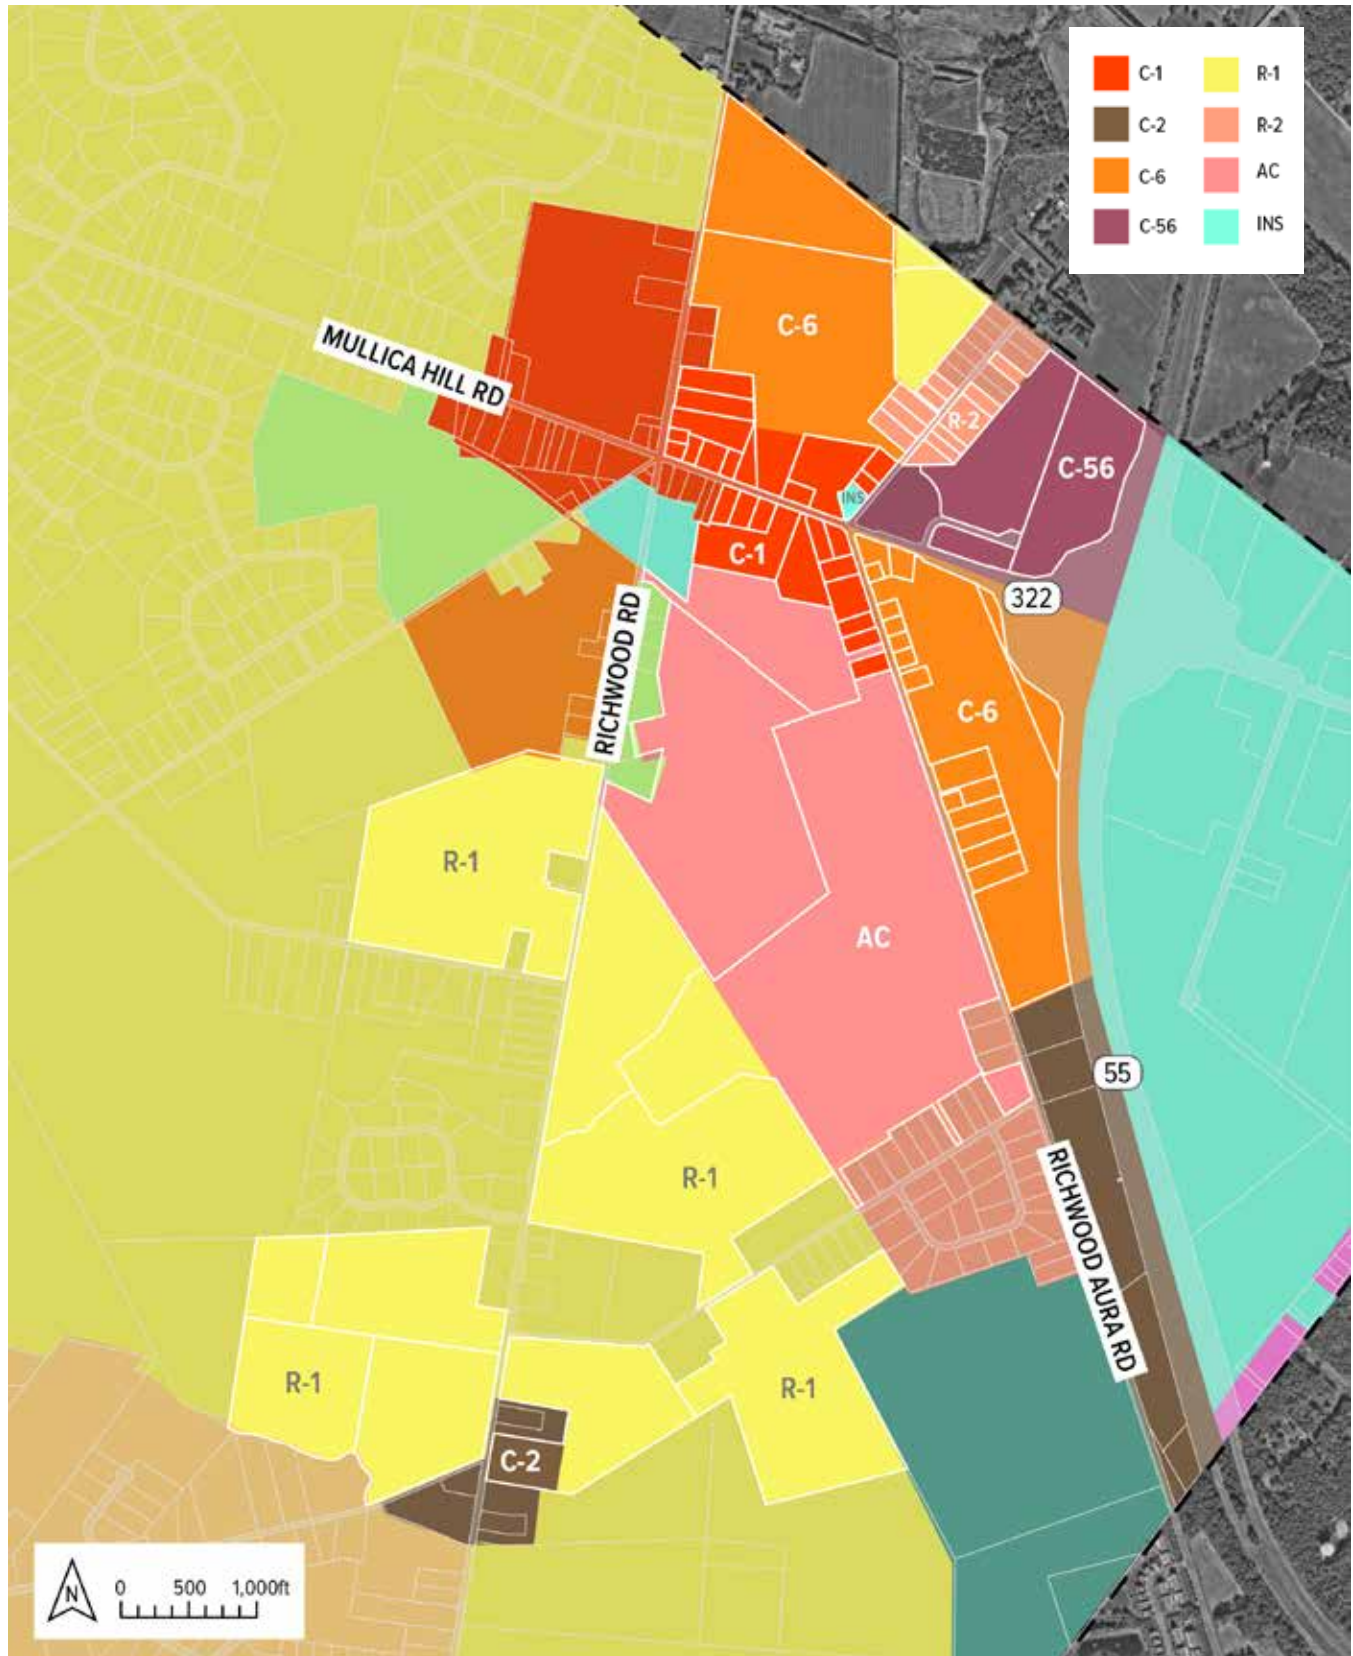 C-1
R-1
C-2
R-2
C-6
AC
C-56
INS
C-6
MULLICA HILL RD
R-2
C-56
INS
C-1
322
RICHWOOD RD
C-6
R-1
AC
55
R-1
RICHWOOD AURA RD
R-1
R-1
C-2
N
0 500 1,000ft